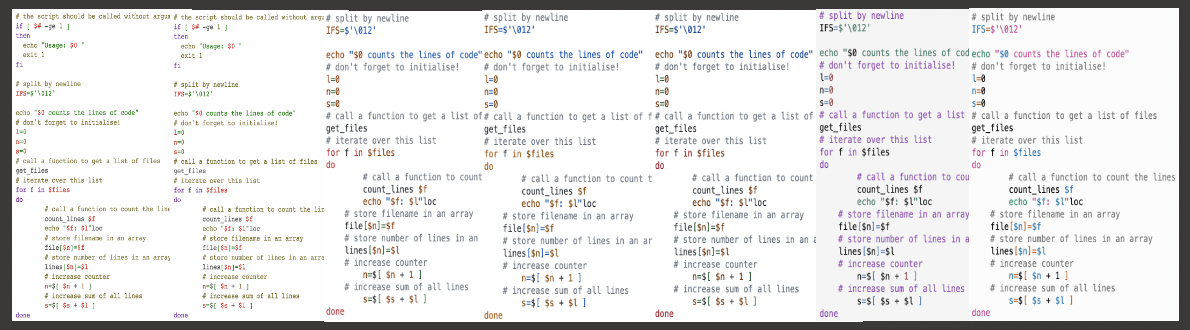 # the script should be called without argu
if [ $# -ge 1 ]
then
echo "Usage: $0 "
exit 1
fi
# split by newline
IFS=$'\012'
echo "$0 counts the lines of code"
# don't forget to initialise!
l=0
n=0
s=0
# call a function to get a list of files
get_files
# iterate over this list
for f in $files
do
# call a function to count the line
count_lines $f
echo "$f: $l"loc
# store filename in an array
file[$n]=$f
# store number of lines in an array
lines[$n]=$l
# increase counter
n=$[ $n + 1 ]
# increase sum of all lines
s=$[ $s + $l ]
done
# the script should be called without argu
if [ $# -ge 1 ]
then
echo "Usage: $0 "
exit 1
fi
# split by newline
IFS=$'\012'
echo "$0 counts the lines of code"
# don't forget to initialise!
l=0
n=0
s=0
# call a function to get a list of files
get_files
# iterate over this list
for f in $files
do
# call a function to count the lin
count_lines $f
echo "$f: $l"loc
# store filename in an array
file[$n]=$f
# store number of lines in an array
lines[$n]=$l
# increase counter
n=$[ $n + 1 ]
# increase sum of all lines
s=$[ $s + $l ]
done
# split by newline
IFS=$'\012'
echo "$0 counts the lines of code"
# don't forget to initialise!
l=0
n=0
s=0
# call a function to get a list of
get_files
# iterate over this list
for f in $files
do
# call a function to count
count_lines $f
echo "$f: $l"loc
# store filename in an array
file[$n]=$f
# store number of lines in an
lines[$n]=$l
# increase counter
n=$[ $n + 1 ]
# increase sum of all lines
s=$[ $s + $l ]
done
# split by newline
IFS=$'\012'
echo "$0 counts the lines of code"
# don't forget to initialise!
l=0
n=0
s=0
# call a function to get a list of f
get_files
# iterate over this list
for f in $files
do
# call a function to count t
count_lines $f
echo "$f: $l"loc
# store filename in an array
file[$n]=$f
# store number of lines in an ar
lines[$n]=$l
# increase counter
n=$[ $n + 1 ]
# increase sum of all lines
s=$[ $s + $l ]
done
# split by newline
IFS=$'\012'
echo "$0 counts the lines of code"
# don't forget to initialise!
l=0
n=0
s=0
# call a function to get a list of
get_files
# iterate over this list
for f in $files
do
# call a function to count
count_lines $f
echo "$f: $l"loc
# store filename in an array
file[$n]=$f
# store number of lines in an a
lines[$n]=$l
# increase counter
n=$[ $n + 1 ]
# increase sum of all lines
s=$[ $s + $l ]
done
# split by newline
IFS=$'\012'
echo "$0 counts the lines of cod
# don't forget to initialise!
l=0
n=0
s=0
# call a function to get a list
get_files
# iterate over this list
for f in $files
do
# call a function to cou
count_lines $f
echo "$f: $l"loc
# store filename in an array
file[$n]=$f
# store number of lines in a
lines[$n]=$l
# increase counter
n=$[ $n + 1 ]
# increase sum of all lines
s=$[ $s + $l ]
done
# split by newline
IFS=$'\012'
echo "$0 counts the lines of code"
# don't forget to initialise!
l=0
n=0
s=0
# call a function to get a list of files
get_files
# iterate over this list
for f in $files
do
# call a function to count the lines
count_lines $f
echo "$f: $l"loc
# store filename in an array
file[$n]=$f
# store number of lines in an array
lines[$n]=$l
# increase counter
n=$[ $n + 1 ]
# increase sum of all lines
s=$[ $s + $l ]
done